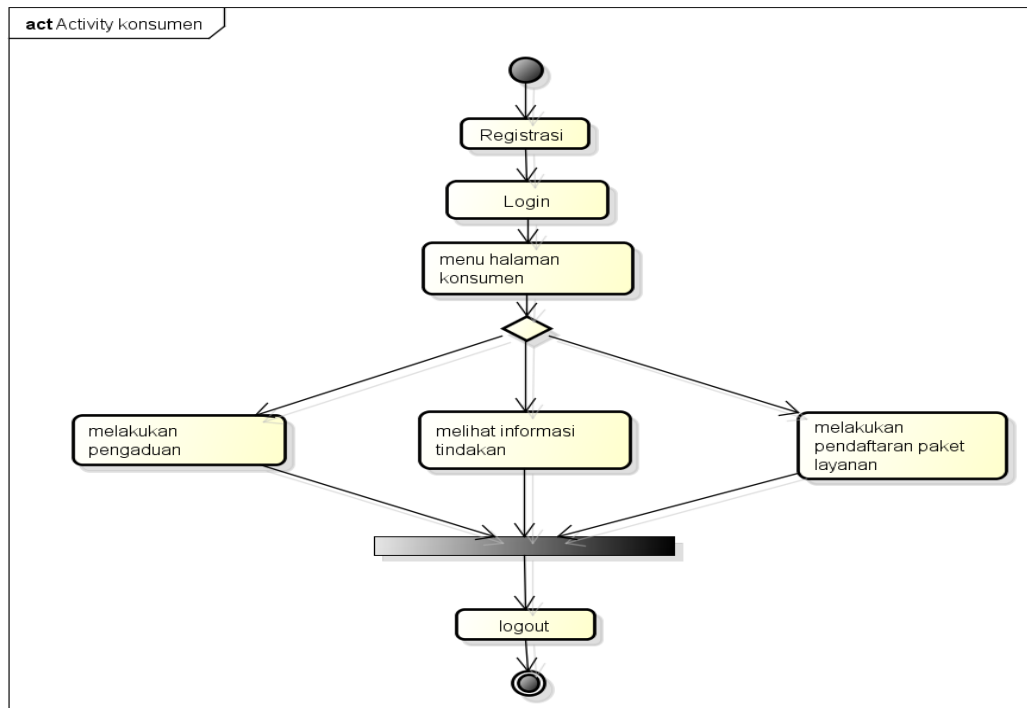 act Activity konsumen
Registrasi
Login
menu halaman
konsumen
melakukan
pengaduan
melihat informasi
tindakan
melakukan
pendaftaran paket
layanan
logout